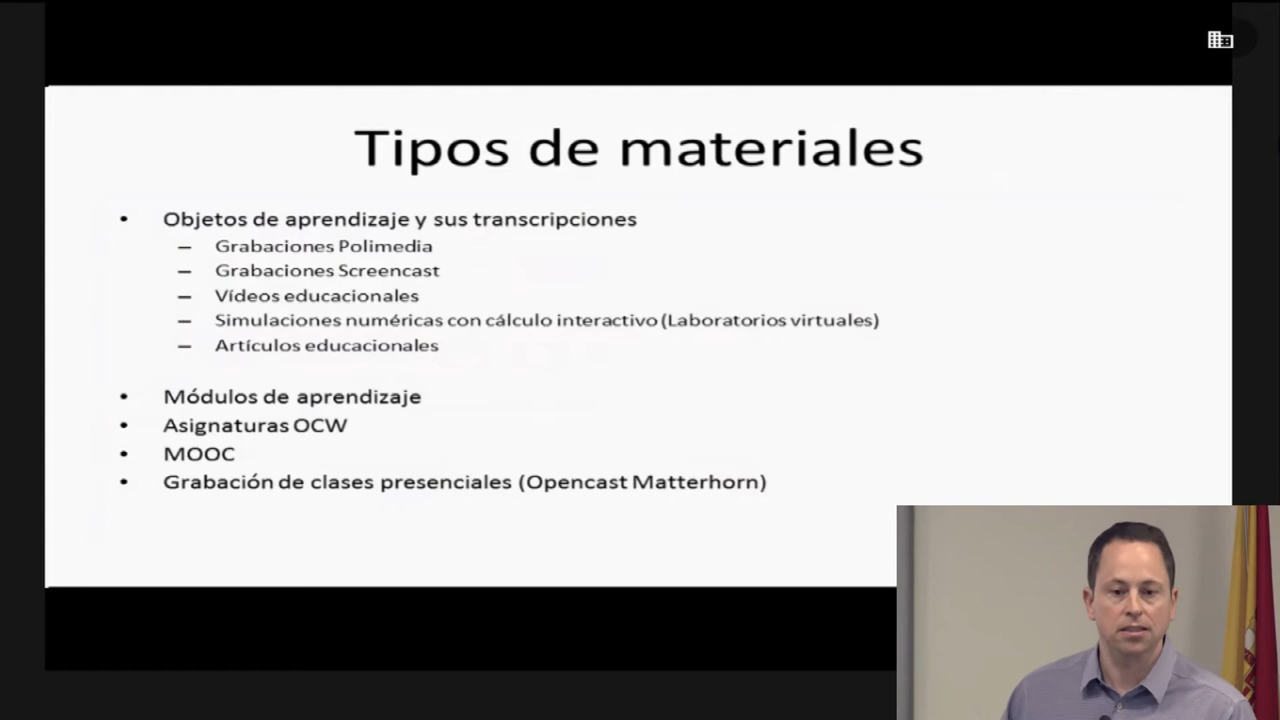 Tipos de materiales
• Objetos de aprendizaje y sus transcripciones
– Grabaciones Polimedia
– Grabaciones Screencast
– Vídeos educacionales
– Simulaciones numéricas con cálculo interactivo (Laboratorios virtuales)
– Artículos educacionales
• Módulos de aprendizaje
• Asignaturas OCW
• MOOC
• Grabación de clases presenciales (Opencast Matterhorn)